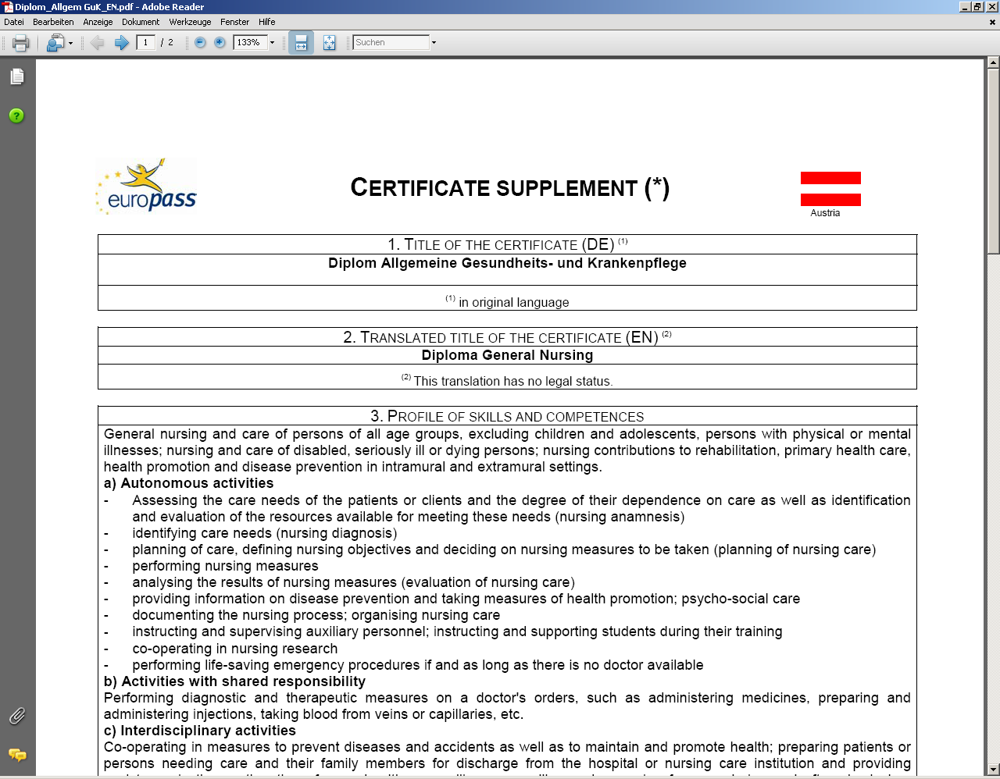 Diplom_Allgem GuK_EN.pdf - Adobe Reader
Datei Bearbeiten Anzeige Dokument Werkzeuge Fenster Hilfe
1 / 2 133% Suchen
europass
CERTIFICATE SUPPLEMENT (*)
Austria
1. TITLE OF THE CERTIFICATE (DE) (1)
Diplom Allgemeine Gesundheits- und Krankenpflege
(1) in original language
2. TRANSLATED TITLE OF THE CERTIFICATE (EN) (2)
Diploma General Nursing
(2) This translation has no legal status.
3. PROFILE OF SKILLS AND COMPETENCES
General nursing and care of persons of all age groups, excluding children and adolescents, persons with physical or mental
illnesses; nursing and care of disabled, seriously ill or dying persons; nursing contributions to rehabilitation, primary health care,
health promotion and disease prevention in intramural and extramural settings.
a) Autonomous activities
- Assessing the care needs of the patients or clients and the degree of their dependence on care as well as identification
and evaluation of the resources available for meeting these needs (nursing anamnesis)
- identifying care needs (nursing diagnosis)
- planning of care, defining nursing objectives and deciding on nursing measures to be taken (planning of nursing care)
- performing nursing measures
- analysing the results of nursing measures (evaluation of nursing care)
- providing information on disease prevention and taking measures of health promotion; psycho-social care
- documenting the nursing process; organising nursing care
- instructing and supervising auxiliary personnel; instructing and supporting students during their training
- co-operating in nursing research
- performing life-saving emergency procedures if and as long as there is no doctor available
b) Activities with shared responsibility
Performing diagnostic and therapeutic measures on a doctor's orders, such as administering medicines, preparing and
administering injections, taking blood from veins or capillaries, etc.
c) Interdisciplinary activities
Co-operating in measures to prevent diseases and accidents as well as to maintain and promote health; preparing patients or
persons needing care and their family members for discharge from the hospital or nursing care institution and providing